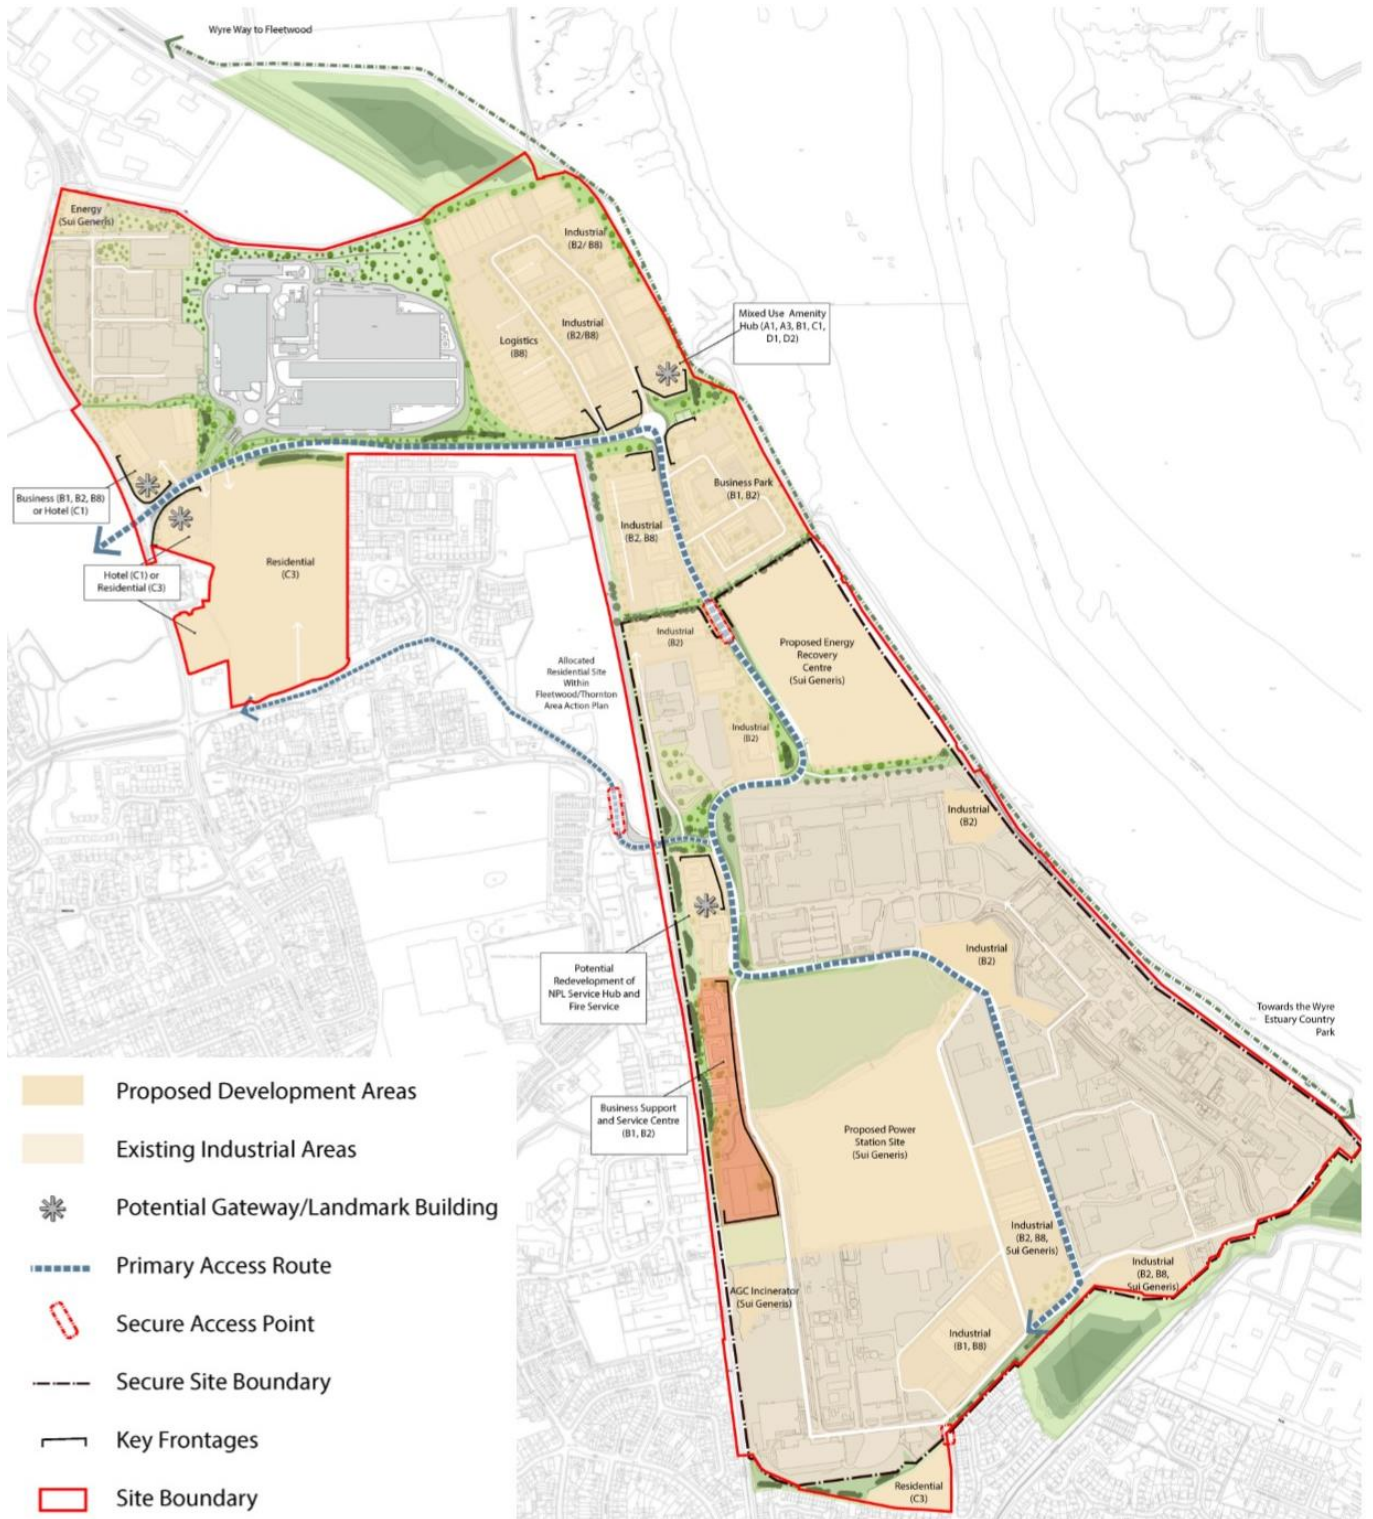 Wyre Way to Fleetwood
Energy
(Sui Generis)
Industrial
(B2/ B8)
Mixed Use Amenity
Hub (A1, A3, B1, C1,
D1, D2)
Industrial
(B2/B8)
Logistics
(B8)
Business Park
(B1, B2)
Business (B1, B2, B8)
or Hotel (C1)
Industrial
(B2, B8)
Residential
(C3)
Hotel (C1) or
Residential (C3)
Industrial
(B2)
Proposed Energy
Recovery
Centre
(Sui Generis)
Allocated
Residential Site
Within
Fleetwood/Thornton
Area Action Plan
Industrial
(B2)
Industrial
(B2)
Industrial
(B2)
Potential
Redevelopment of
NPL Service Hub and
Fire Service
Towards the Wyre
Estuary Country
Park
Business Support
and Service Centre
(B1, B2)
Proposed Power
Station Site
(Sui Generis)
Industrial
(B2, B8,
Sui Generis)
Industrial
(B2, B8,
Sui Generis)
AGC Incinerator
(Sui Generis)
Industrial
(B1, B8)
Residential
(C3)
Proposed Development Areas
Existing Industrial Areas
Potential Gateway/Landmark Building
Primary Access Route
Secure Access Point
Secure Site Boundary
Key Frontages
Site Boundary